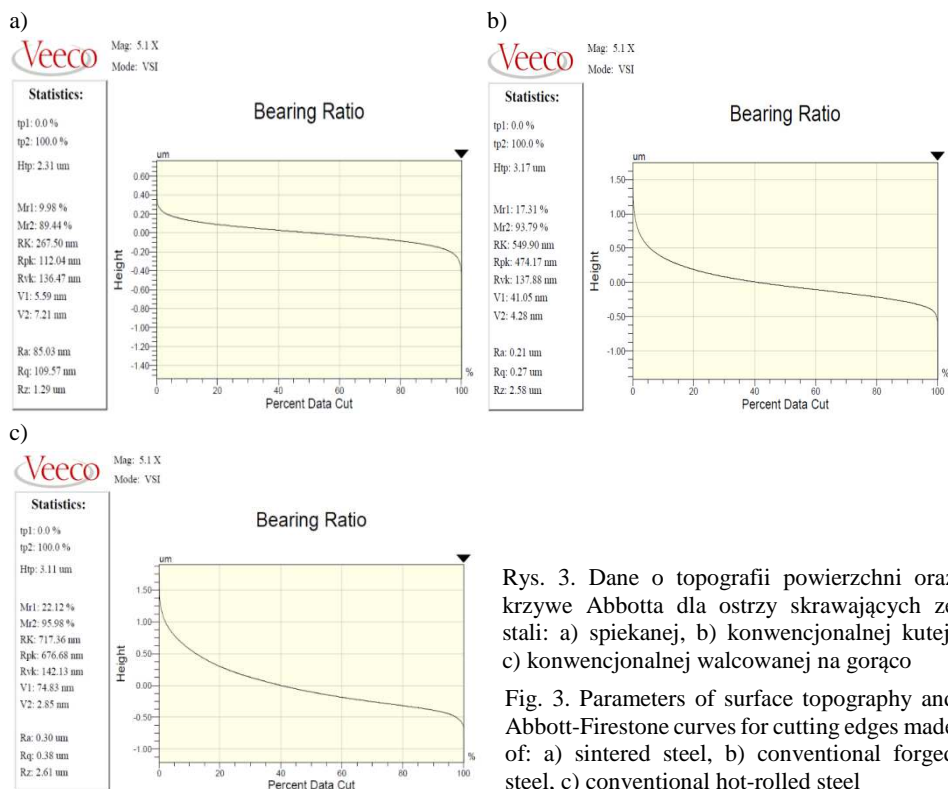 a)
Veeco
Mag: 5.1 X
Mode: VSI
Statistics:
tp1: 0.0 %
tp2: 100.0 %
Htp: 2.31 um
Mr1: 9.98 %
Mr2: 89.44 %
RK: 267.50 nm
Rpk: 112.04 nm
Rvk: 136.47 nm
V1: 5.59 nm
V2: 7.21 nm
Ra: 85.03 nm
Rq: 109.57 nm
Rz: 1.29 um
Bearing Ratio
um
0.60
0.40
0.20
0.00
-0.20
-0.40
-0.60
-0.80
-1.00
-1.20
-1.40
Height
0 20 40 60 80 100
%
Percent Data Cut
b)
Veeco
Mag: 5.1 X
Mode: VSI
Statistics:
tp1: 0.0 %
tp2: 100.0 %
Htp: 3.17 um
Mr1: 17.31 %
Mr2: 93.79 %
RK: 549.90 nm
Rpk: 474.17 nm
Rvk: 137.88 nm
V1: 41.05 nm
V2: 4.28 nm
Ra: 0.21 um
Rq: 0.27 um
Rz: 2.58 um
Bearing Ratio
um
1.50
1.00
0.50
0.00
-0.50
-1.00
Height
0 20 40 60 80 100
%
Percent Data Cut
c)
Veeco
Mag: 5.1 X
Mode: VSI
Statistics:
tp1: 0.0 %
tp2: 100.0 %
Htp: 3.11 um
Mr1: 22.12 %
Mr2: 95.98 %
RK: 717.36 nm
Rpk: 676.68 nm
Rvk: 142.13 nm
V1: 74.83 nm
V2: 2.85 nm
Ra: 0.30 um
Rq: 0.38 um
Rz: 2.61 um
Bearing Ratio
um
1.50
1.00
0.50
0.00
-0.50
-1.00
Height
0 20 40 60 80 100
%
Percent Data Cut
Rys. 3. Dane o topografii powierzchni oraz
krzywe Abbotta dla ostrzy skrawających ze
stali: a) spiekanej, b) konwencjonalnej kutej,
c) konwencjonalnej walcowanej na gorąco
Fig. 3. Parameters of surface topography and
Abbott-Firestone curves for cutting edges made
of: a) sintered steel, b) conventional forged
steel, c) conventional hot-rolled steel